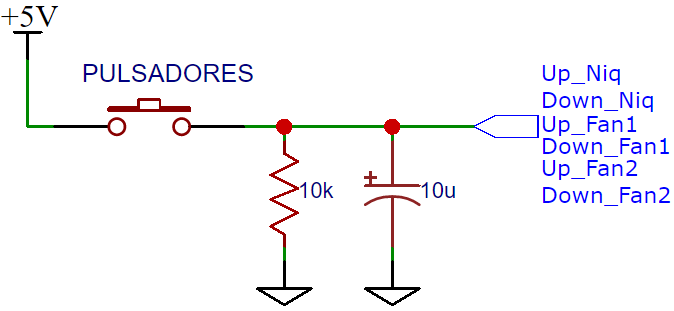 +5V
PULSADORES
Up_Niq
Down_Niq
Up_Fan1
Down_Fan1
Up_Fan2
Down_Fan2
10k
+
10u